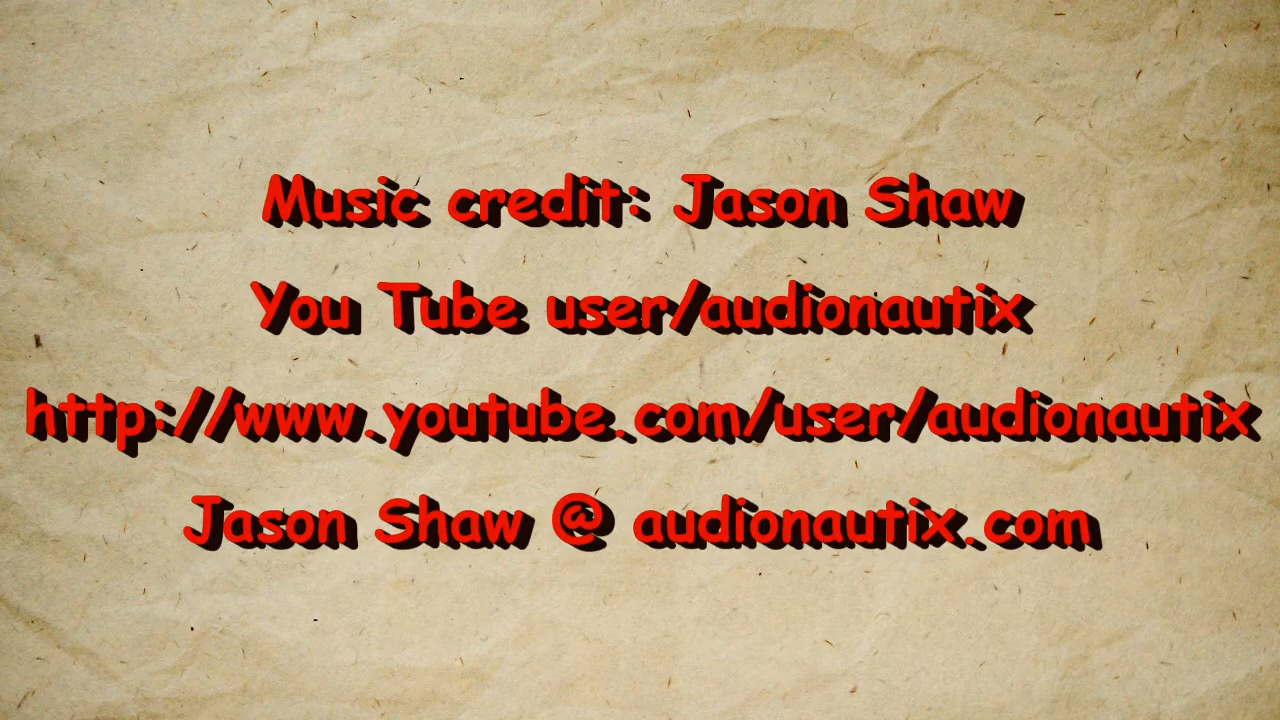 Music credit: Jason Shaw
You Tube user/audionautix
http://www.youtube.com/user/audionautix
Jason Shaw @ audionautix.com